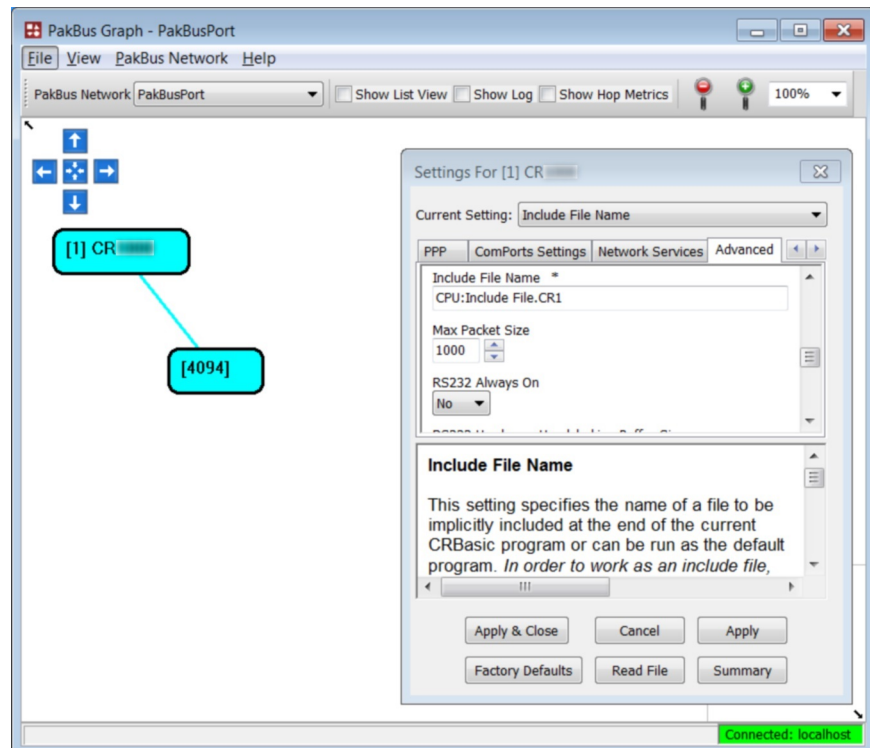 PakBus Graph - PakBusPort
File View PakBus Network Help
PakBus Network PakBusPort Show List View Show Log Show Hop Metrics 100%
[1] CR
[4094]
Settings For [1] CR
Current Setting: Include File Name
PPP ComPorts Settings Network Services Advanced
Include File Name *
CPU:Include File.CR1
Max Packet Size
1000
RS232 Always On
No
Include File Name
This setting specifies the name of a file to be
implicitly included at the end of the current
CRBasic program or can be run as the default
program. In order to work as an include file,
Apply & Close Cancel Apply
Factory Defaults Read File Summary
Connected: localhost